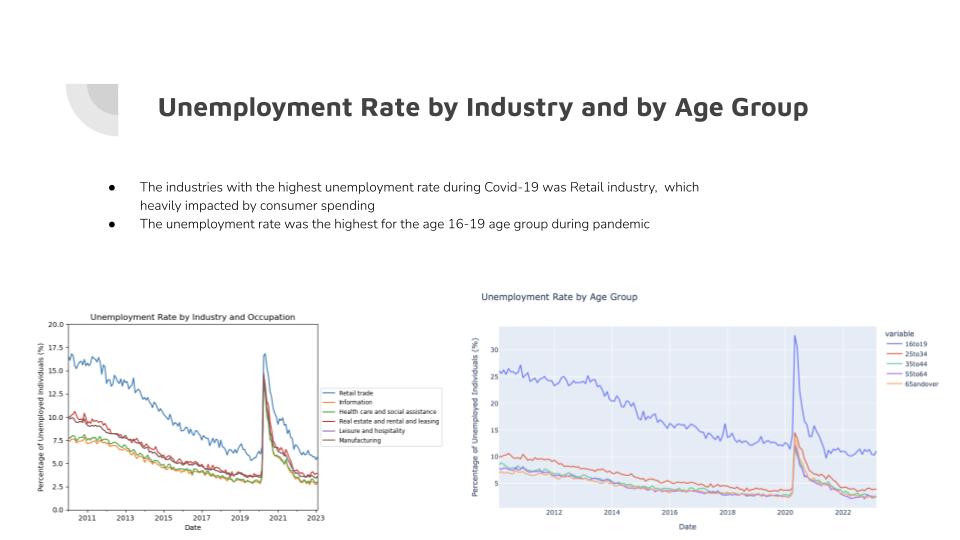 Unemployment Rate by Industry and by Age Group
● The industries with the highest unemployment rate during Covid-19 was Retail industry, which
heavily impacted by consumer spending
● The unemployment rate was the highest for the age 16-19 age group during pandemic
Unemployment Rate by Industry and Occupation
Percentage of Unemployed Individuals (%)
20.0
17.5
15.0
12.5
10.0
7.5
5.0
2.5
0.0
2011 2013 2015 2017 2019 2021 2023
Date
Retail trade
Information
Health care and social assistance
Real estate and rental and leasing
Leisure and hospitality
Manufacturing
Unemployment Rate by Age Group
Percentage of Unemployed Individuals (%)
30
25
20
15
10
5
2012 2014 2016 2018 2020 2022
Date
variable
16to19
25to34
35to44
55to64
65andover